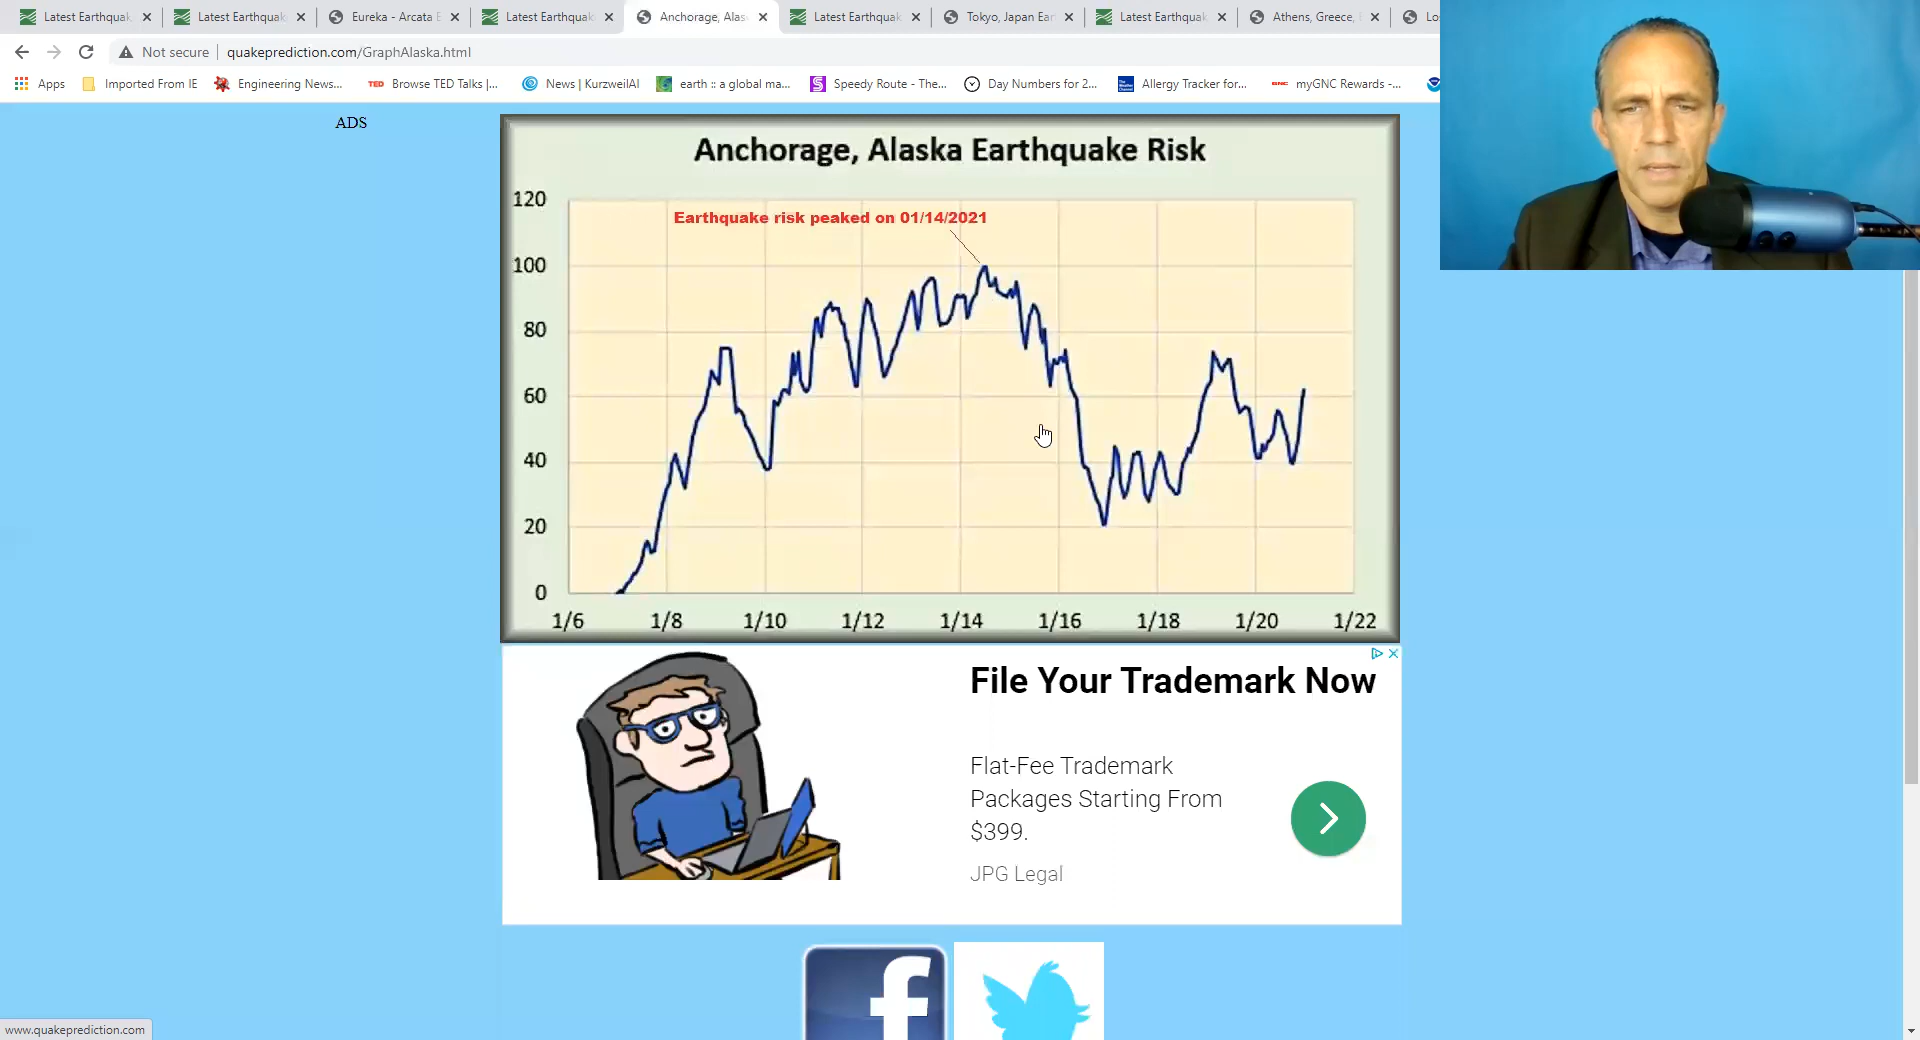 Latest Earthquak
Latest Earthquak
Eureka - Arcata E
Latest Earthquak
Anchorage, Alas
Latest Earthquak
Tokyo, Japan Ear
Latest Earthquak
Athens, Greece,
Los
Not secure
quakeprediction.com/GraphAlaska.html
Apps
Imported From IE
Engineering News...
TED
Browse TED Talks |...
News | KurzweilAI
earth :: a global ma...
Speedy Route - The...
Day Numbers for 2...
Allergy Tracker for...
GNC
myGNC Rewards -...
ADS
Anchorage, Alaska Earthquake Risk
Earthquake risk peaked on 01/14/2021
120
100
80
60
40
20
0
1/6
1/8
1/10
1/12
1/14
1/16
1/18
1/20
1/22
File Your Trademark Now
Flat-Fee Trademark
Packages Starting From
$399.
JPG Legal
www.quakeprediction.com